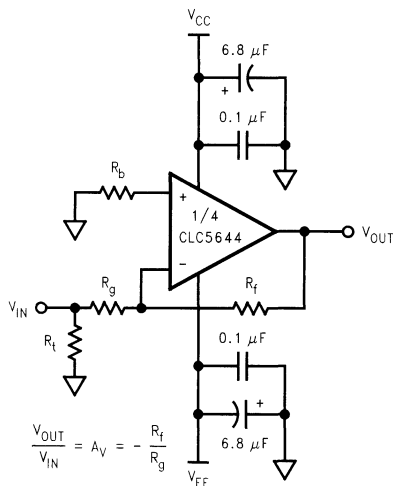 V_CC
6.8 µF
+
0.1 µF
R_b
+
1/4
CLC5644
V_OUT
−
V_IN
R_g
R_f
R_t
0.1 µF
+
6.8 µF
V_OUT/V_IN = A_V = − R_f/R_g
V_EE